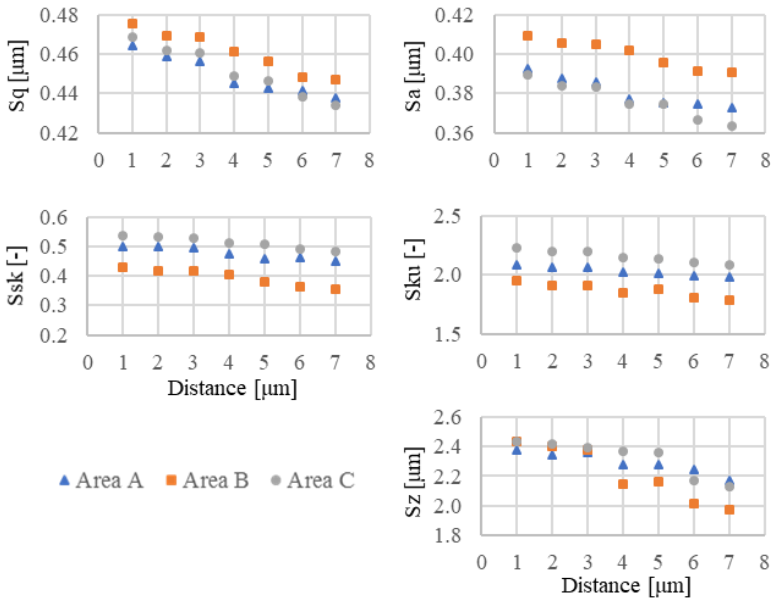 Sq [μm]
0.48
0.46
0.44
0.42
0 1 2 3 4 5 6 7 8
Sa [μm]
0.42
0.40
0.38
0.36
0 1 2 3 4 5 6 7 8
Ssk [-]
0.6
0.5
0.4
0.3
0.2
0 1 2 3 4 5 6 7 8
Distance [μm]
Sku [-]
2.5
2.0
1.5
0 1 2 3 4 5 6 7 8
Area A Area B Area C
Sz [μm]
2.6
2.4
2.2
2.0
1.8
0 1 2 3 4 5 6 7 8
Distance [μm]